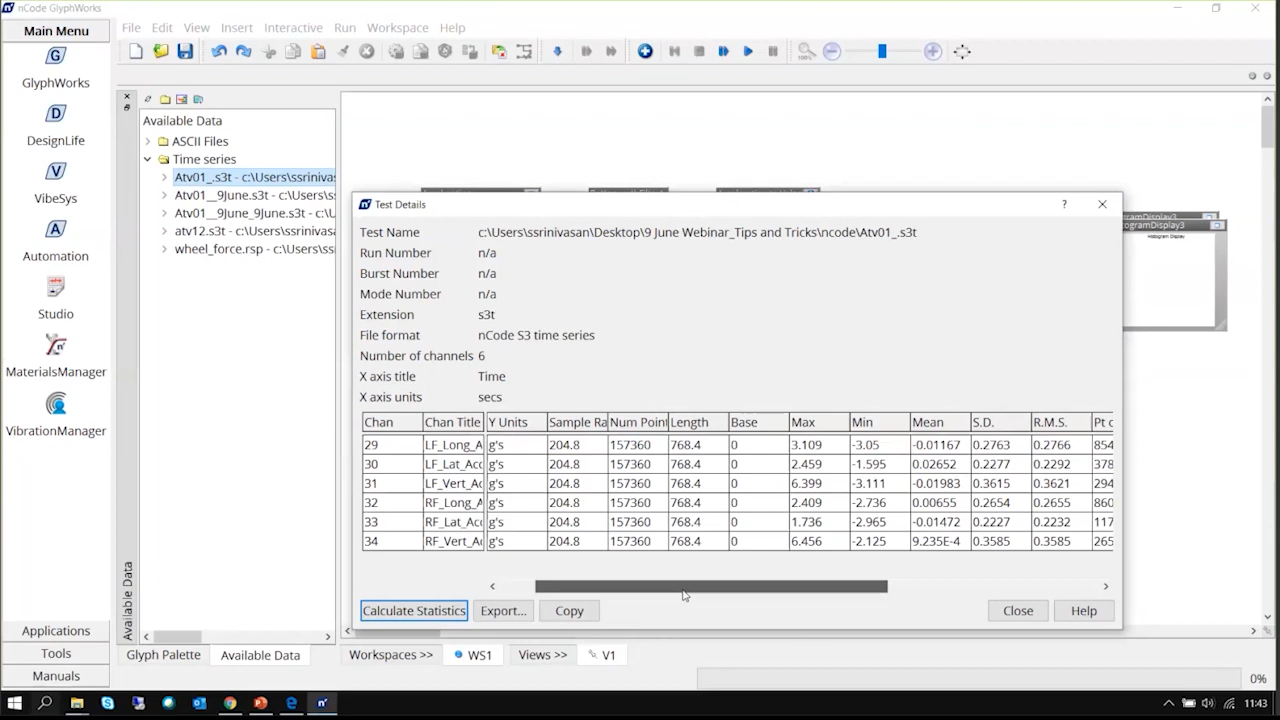 nCode GlyphWorks
Main Menu
File Edit View Insert Interactive Run Workspace Help
GlyphWorks
DesignLife
VibeSys
Automation
Studio
MaterialsManager
VibrationManager
Applications
Tools
Manuals
Available Data
ASCII Files
Time series
Atv01_.s3t - c:\Users\ssrinivasan
Atv01__9June.s3t - c:\Users\ss
Atv01__9June_9June.s3t - c:\U
atv12.s3t - c:\Users\ssrinivasan
wheel_force.rsp - c:\Users\sss
Available Data
Glyph Palette Available Data
Test Details
Test Name c:\Users\ssrinivasan\Desktop\9 June Webinar_Tips and Tricks\ncode\Atv01_.s3t
Run Number n/a
Burst Number n/a
Mode Number n/a
Extension s3t
File format nCode S3 time series
Number of channels 6
X axis title Time
X axis units secs
Chan Chan Title Y Units Sample Ra Num Point Length Base Max Min Mean S.D. R.M.S. Pt c
29 LF_Long_A g's 204.8 157360 768.4 0 3.109 -3.05 -0.01167 0.2763 0.2766 854
30 LF_Lat_Acc g's 204.8 157360 768.4 0 2.459 -1.595 0.02652 0.2277 0.2292 378
31 LF_Vert_Ac g's 204.8 157360 768.4 0 6.399 -3.111 -0.01983 0.3615 0.3621 294
32 RF_Long_A g's 204.8 157360 768.4 0 2.409 -2.736 0.00655 0.2654 0.2655 860
33 RF_Lat_Acc g's 204.8 157360 768.4 0 1.736 -2.965 -0.01472 0.2227 0.2232 117
34 RF_Vert_Ac g's 204.8 157360 768.4 0 6.456 -2.125 9.235E-4 0.3585 0.3585 265
Calculate Statistics Export... Copy Close Help
gramDisplay3
togramDisplay3
Histogram Display
Workspaces >> WS1 Views >> V1
0%
11:43